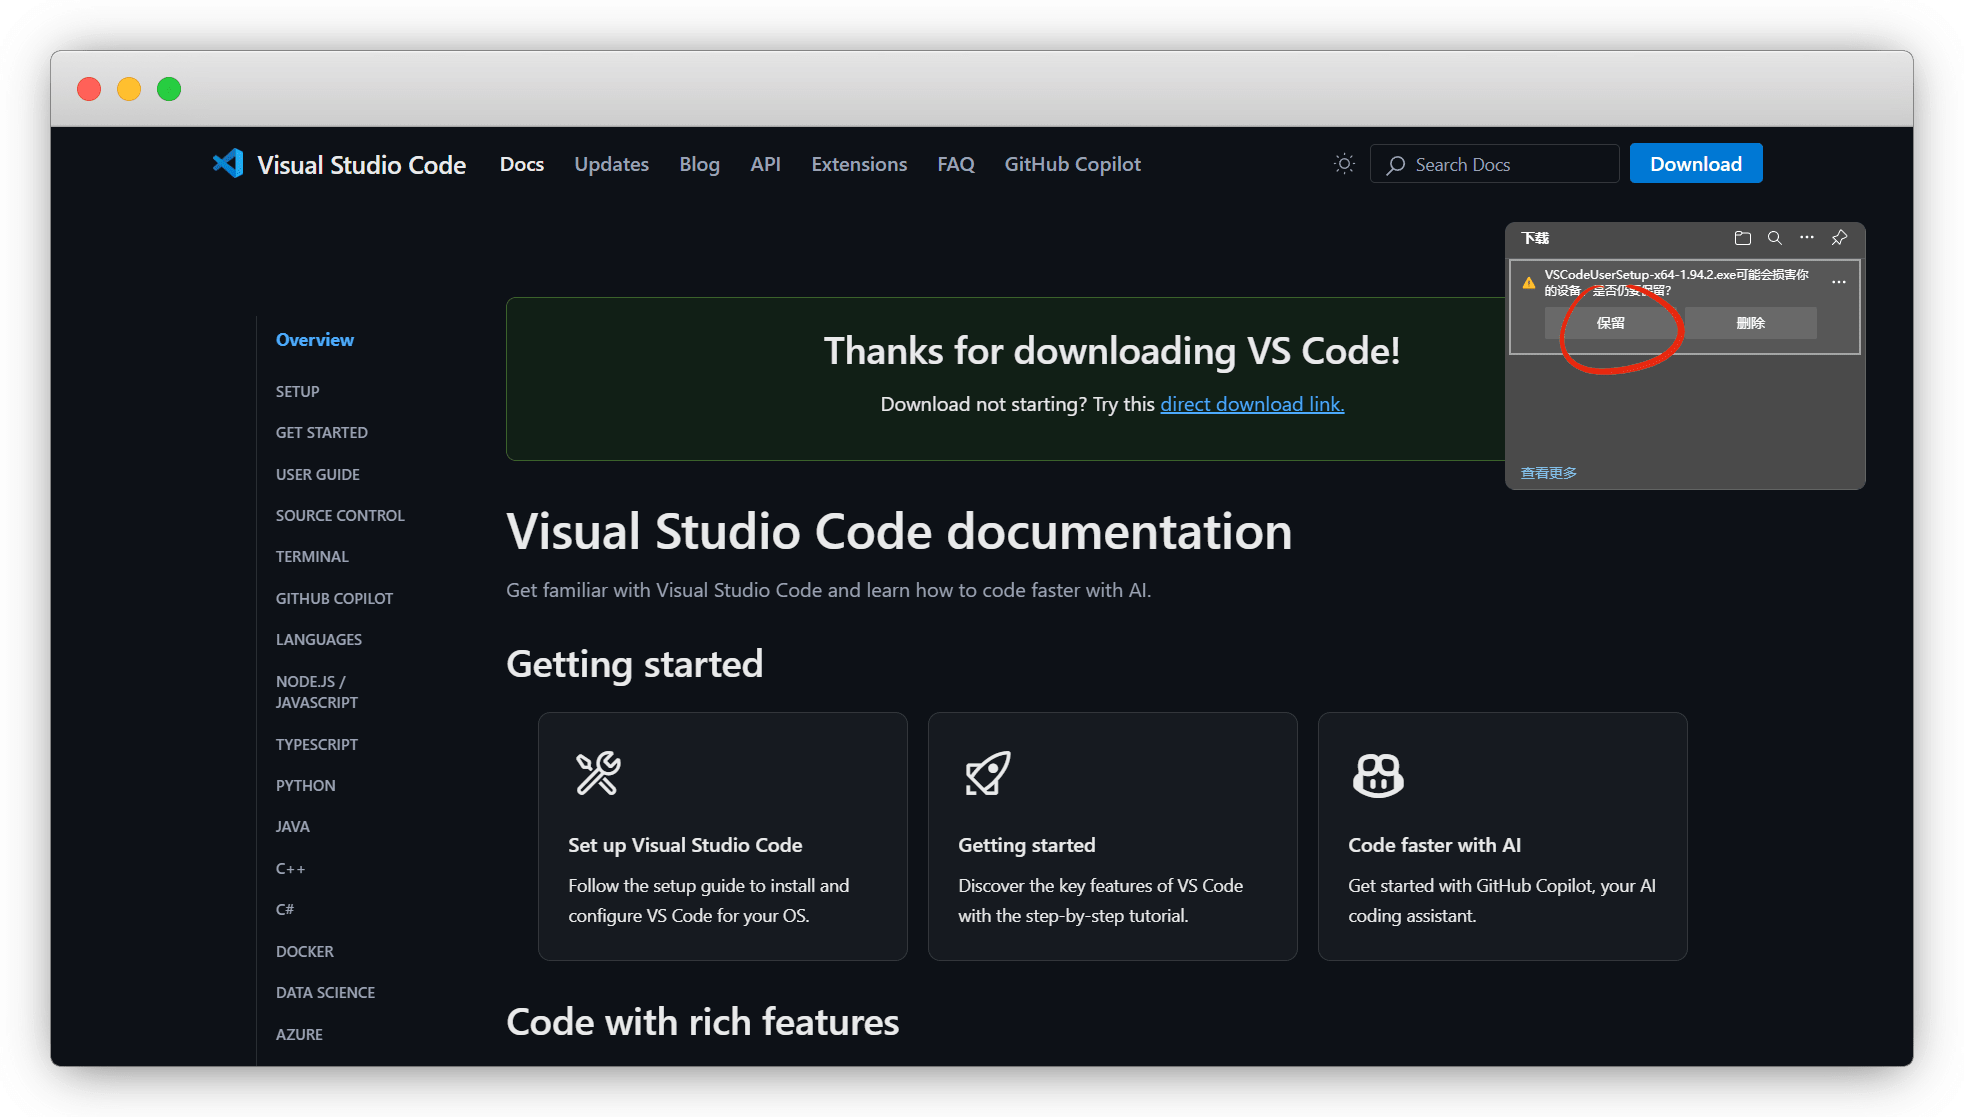 Visual Studio Code Docs Updates Blog API Extensions FAQ GitHub Copilot Search Docs Download
下载
VSCodeUserSetup-x64-1.94.2.exe可能会损害你
的设备。是否仍要保留?
保留 删除
查看更多
Thanks for downloading VS Code!
Download not starting? Try this direct download link.
Overview
SETUP
GET STARTED
USER GUIDE
SOURCE CONTROL
TERMINAL
GITHUB COPILOT
LANGUAGES
NODE.JS /
JAVASCRIPT
TYPESCRIPT
PYTHON
JAVA
C++
C#
DOCKER
DATA SCIENCE
AZURE
Visual Studio Code documentation
Get familiar with Visual Studio Code and learn how to code faster with AI.
Getting started
Set up Visual Studio Code
Follow the setup guide to install and
configure VS Code for your OS.
Getting started
Discover the key features of VS Code
with the step-by-step tutorial.
Code faster with AI
Get started with GitHub Copilot, your AI
coding assistant.
Code with rich features